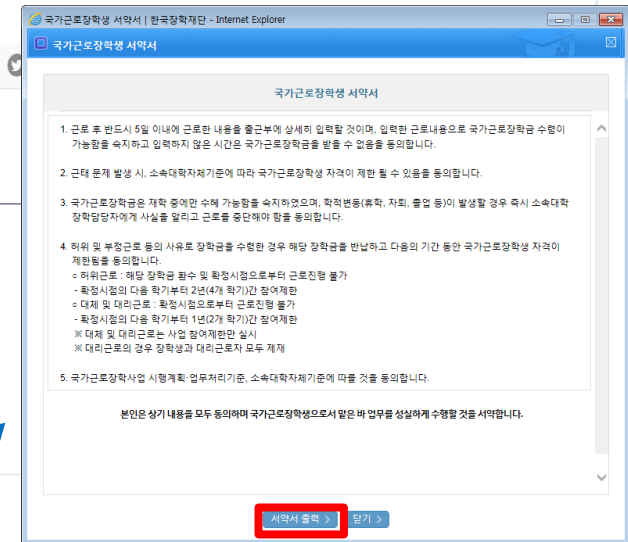 국가근로장학생 서약서 | 한국장학재단 - Internet Explorer
국가근로장학생 서약서
국가근로장학생 서약서
1. 근로 후 반드시 5일 이내에 근로한 내용을 출근부에 상세히 입력할 것이며, 입력한 근로내용으로 국가근로장학금 수령이
가능함을 숙지하고 입력하지 않은 시간은 국가근로장학금을 받을 수 없음을 동의합니다.
2. 근태 문제 발생 시, 소속대학자체기준에 따라 국가근로장학생 자격이 제한 될 수 있음을 동의합니다.
3. 국가근로장학금은 재학 중에만 수혜 가능함을 숙지하였으며, 학적변동(휴학, 자퇴, 졸업 등)이 발생할 경우 즉시 소속대학
장학담당자에게 사실을 알리고 근로를 중단해야 함을 동의합니다.
4. 허위 및 부정근로 등의 사유로 장학금을 수령한 경우 해당 장학금을 반납하고 다음의 기간 동안 국가근로장학생 자격이
제한됨을 동의합니다.
○ 허위근로 : 해당 장학금 환수 및 확정시점으로부터 근로진행 불가
- 확정시점의 다음 학기부터 2년(4개 학기)간 참여제한
○ 대체 및 대리근로 : 확정시점으로부터 근로진행 불가
- 확정시점의 다음 학기부터 1년(2개 학기)간 참여제한
※ 대체 및 대리근로는 사업 참여제한만 실시
※ 대리근로의 경우 장학생과 대리근로자 모두 제재
5. 국가근로장학사업 시행계획·업무처리기준, 소속대학자체기준에 따를 것을 동의합니다.
본인은 상기 내용을 모두 동의하며 국가근로장학생으로서 맡은 바 업무를 성실하게 수행할 것을 서약합니다.
서약서 출력 >
닫기 >